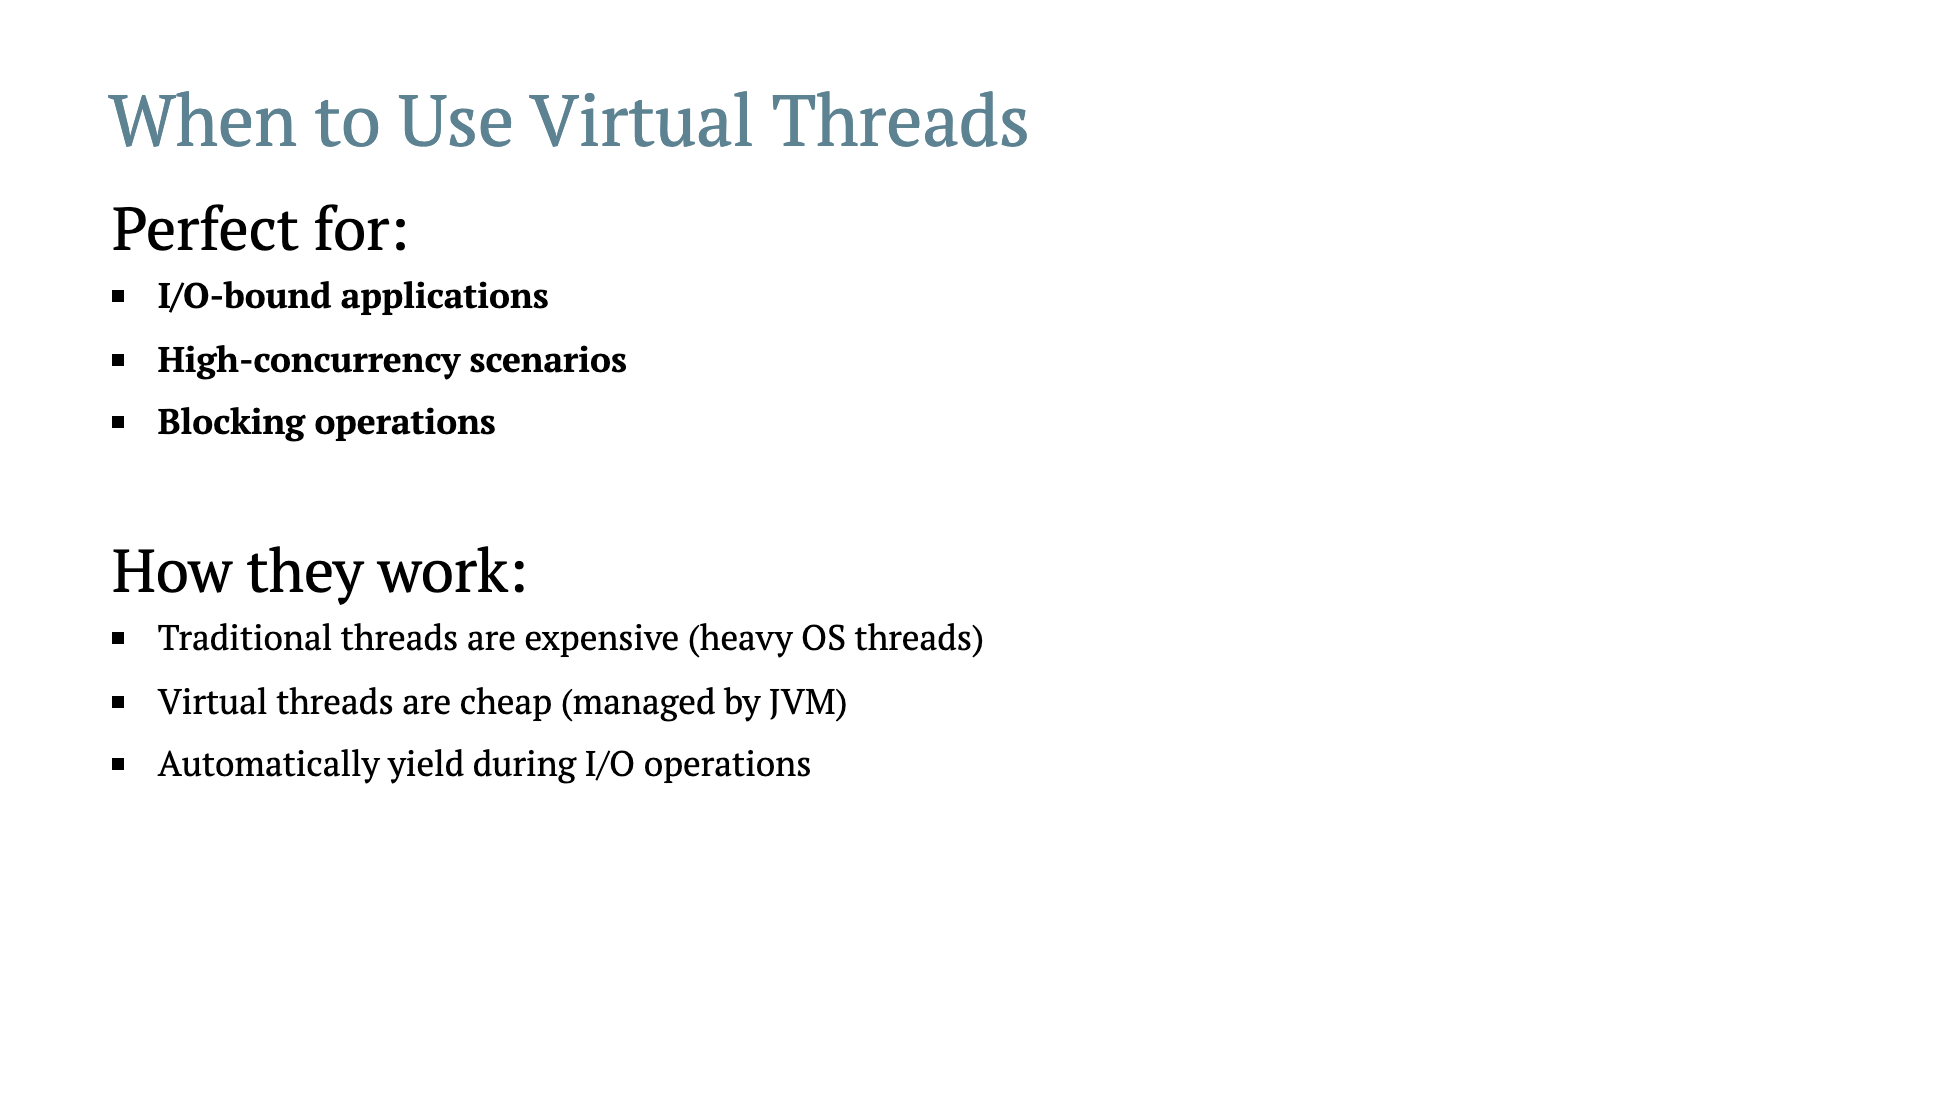 When to Use Virtual Threads
Perfect for:
▪ I/O-bound applications
▪ High-concurrency scenarios
▪ Blocking operations
How they work:
▪ Traditional threads are expensive (heavy OS threads)
▪ Virtual threads are cheap (managed by JVM)
▪ Automatically yield during I/O operations